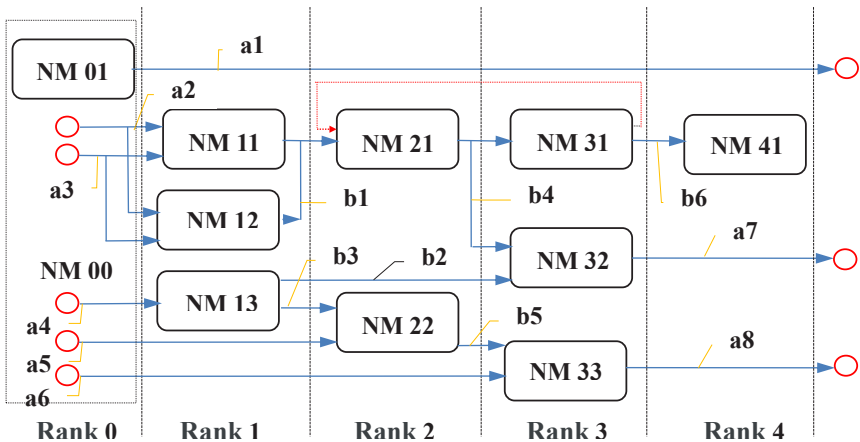 a1
NM 01
a2
NM 11
NM 21
NM 31
NM 41
a3
b1
b4
b6
NM 12
a7
NM 00
b3
b2
NM 32
NM 13
a4
NM 22
b5
a5
a8
NM 33
a6
Rank 0
Rank 1
Rank 2
Rank 3
Rank 4